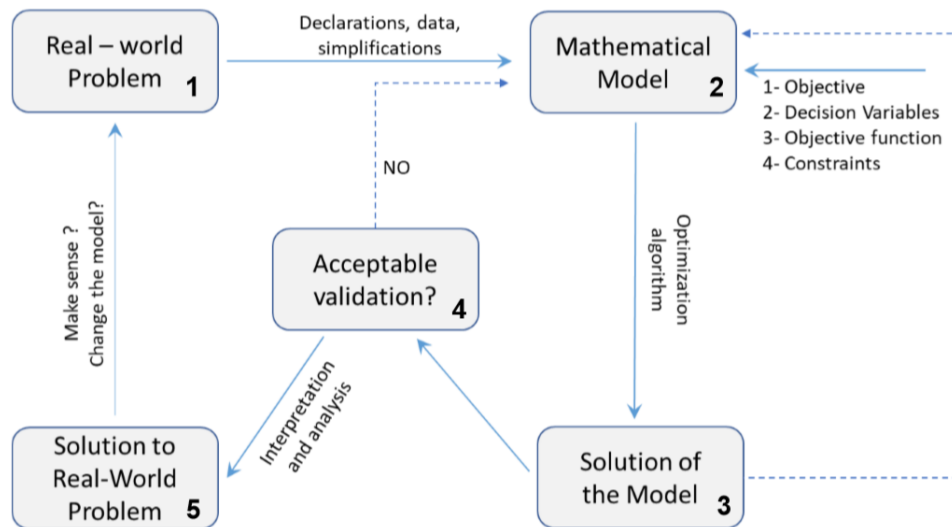 Real – world
Problem
1
Declarations, data,
simplifications
Mathematical
Model
2
1- Objective
2- Decision Variables
3- Objective function
4- Constraints
NO
Make sense ?
Change the model?
Acceptable
validation?
4
Optimization
algorithm
Interpretation
and analysis
Solution to
Real-World
Problem
5
Solution of
the Model
3